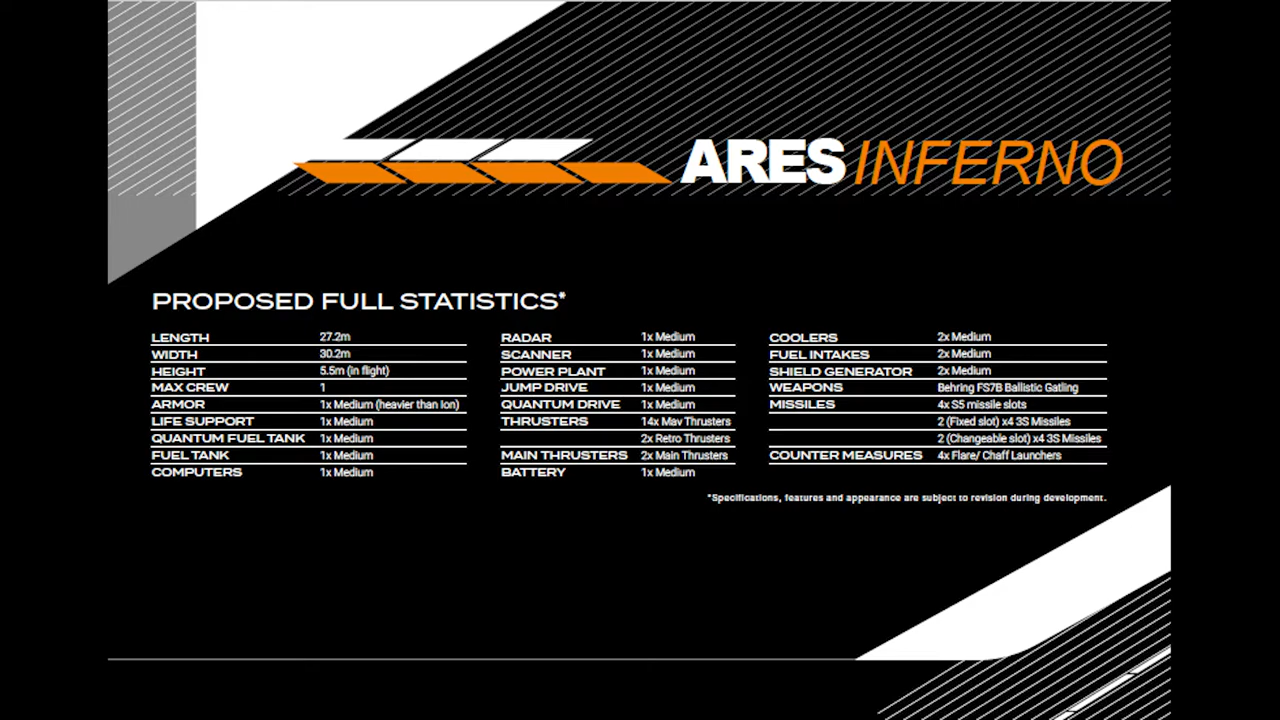 ARES INFERNO
PROPOSED FULL STATISTICS*
LENGTH 27.2m
WIDTH 30.2m
HEIGHT 5.5m (in flight)
MAX CREW 1
ARMOR 1x Medium (heavier than Ion)
LIFE SUPPORT 1x Medium
QUANTUM FUEL TANK 1x Medium
FUEL TANK 1x Medium
COMPUTERS 1x Medium
RADAR 1x Medium
SCANNER 1x Medium
POWER PLANT 1x Medium
JUMP DRIVE 1x Medium
QUANTUM DRIVE 1x Medium
THRUSTERS 14x Mav Thrusters
2x Retro Thrusters
MAIN THRUSTERS 2x Main Thrusters
BATTERY 1x Medium
COOLERS 2x Medium
FUEL INTAKES 2x Medium
SHIELD GENERATOR 2x Medium
WEAPONS Behring FS7B Ballistic Gatling
MISSILES 4x S5 missile slots
2 (Fixed slot) x4 3S Missiles
2 (Changeable slot) x4 3S Missiles
COUNTER MEASURES 4x Flare/ Chaff Launchers
*Specifications, features and appearance are subject to revision during development.